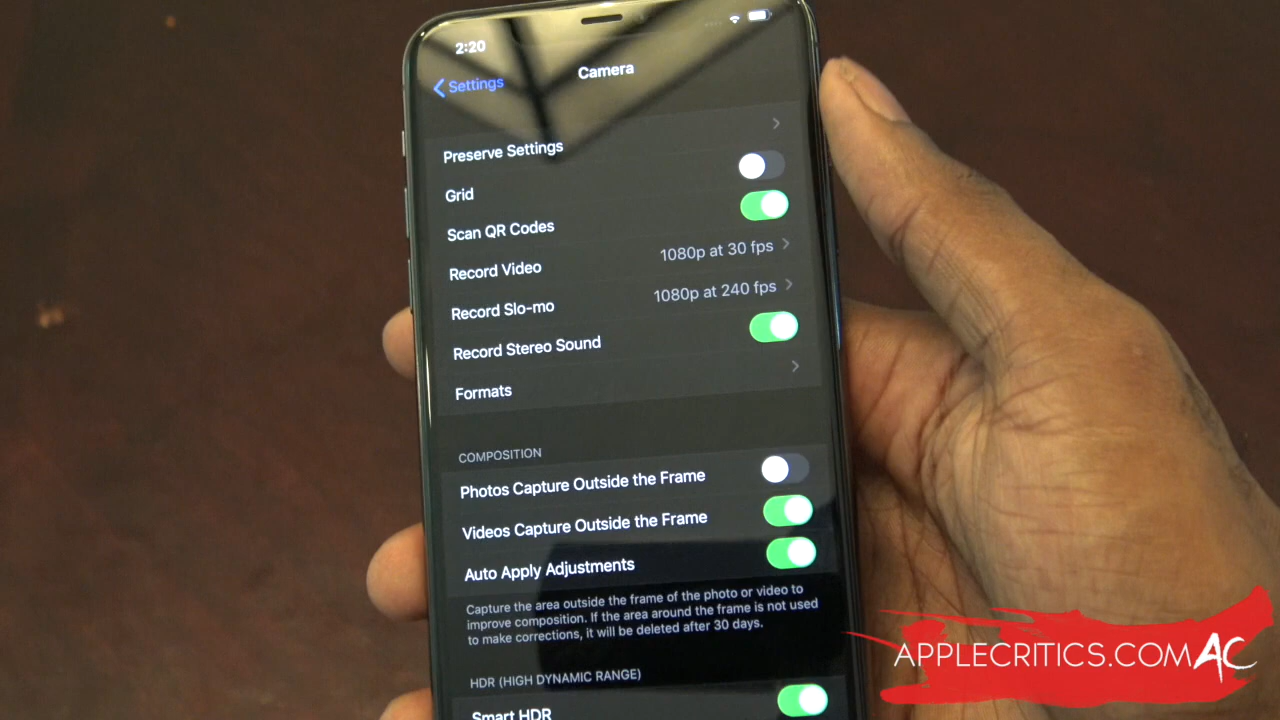 2:20
Settings
Camera
Preserve Settings
Grid
Scan QR Codes
Record Video 1080p at 30 fps
Record Slo-mo 1080p at 240 fps
Record Stereo Sound
Formats
COMPOSITION
Photos Capture Outside the Frame
Videos Capture Outside the Frame
Auto Apply Adjustments
Capture the area outside the frame of the photo or video to
improve composition. If the area around the frame is not used
to make corrections, it will be deleted after 30 days.
HDR (HIGH DYNAMIC RANGE)
Smart HDR
APPLECRITICS.COM AC